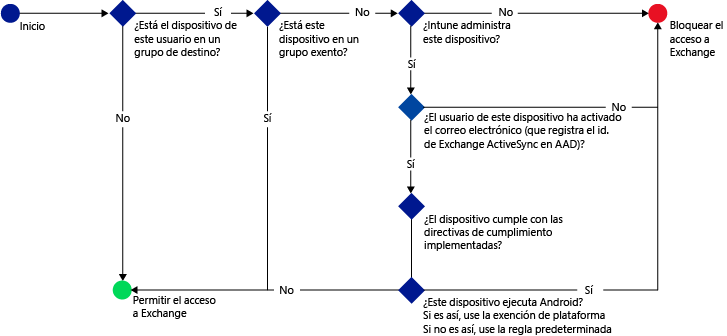 Inicio
¿Está el dispositivo de
este usuario en un
grupo de destino?
Sí
¿Está este
dispositivo en un
grupo exento?
No
¿Intune administra
este dispositivo?
No
Bloquear el
acceso a
Exchange
Sí
No
Sí
¿El usuario de este dispositivo ha activado
el correo electrónico (que registra el id.
de Exchange ActiveSync en AAD)?
No
Sí
¿El dispositivo cumple con las
directivas de cumplimiento
implementadas?
Permitir el acceso
a Exchange
No
¿Este dispositivo ejecuta Android?
Si es así, use la exención de plataforma
Si no es así, use la regla predeterminada
Sí